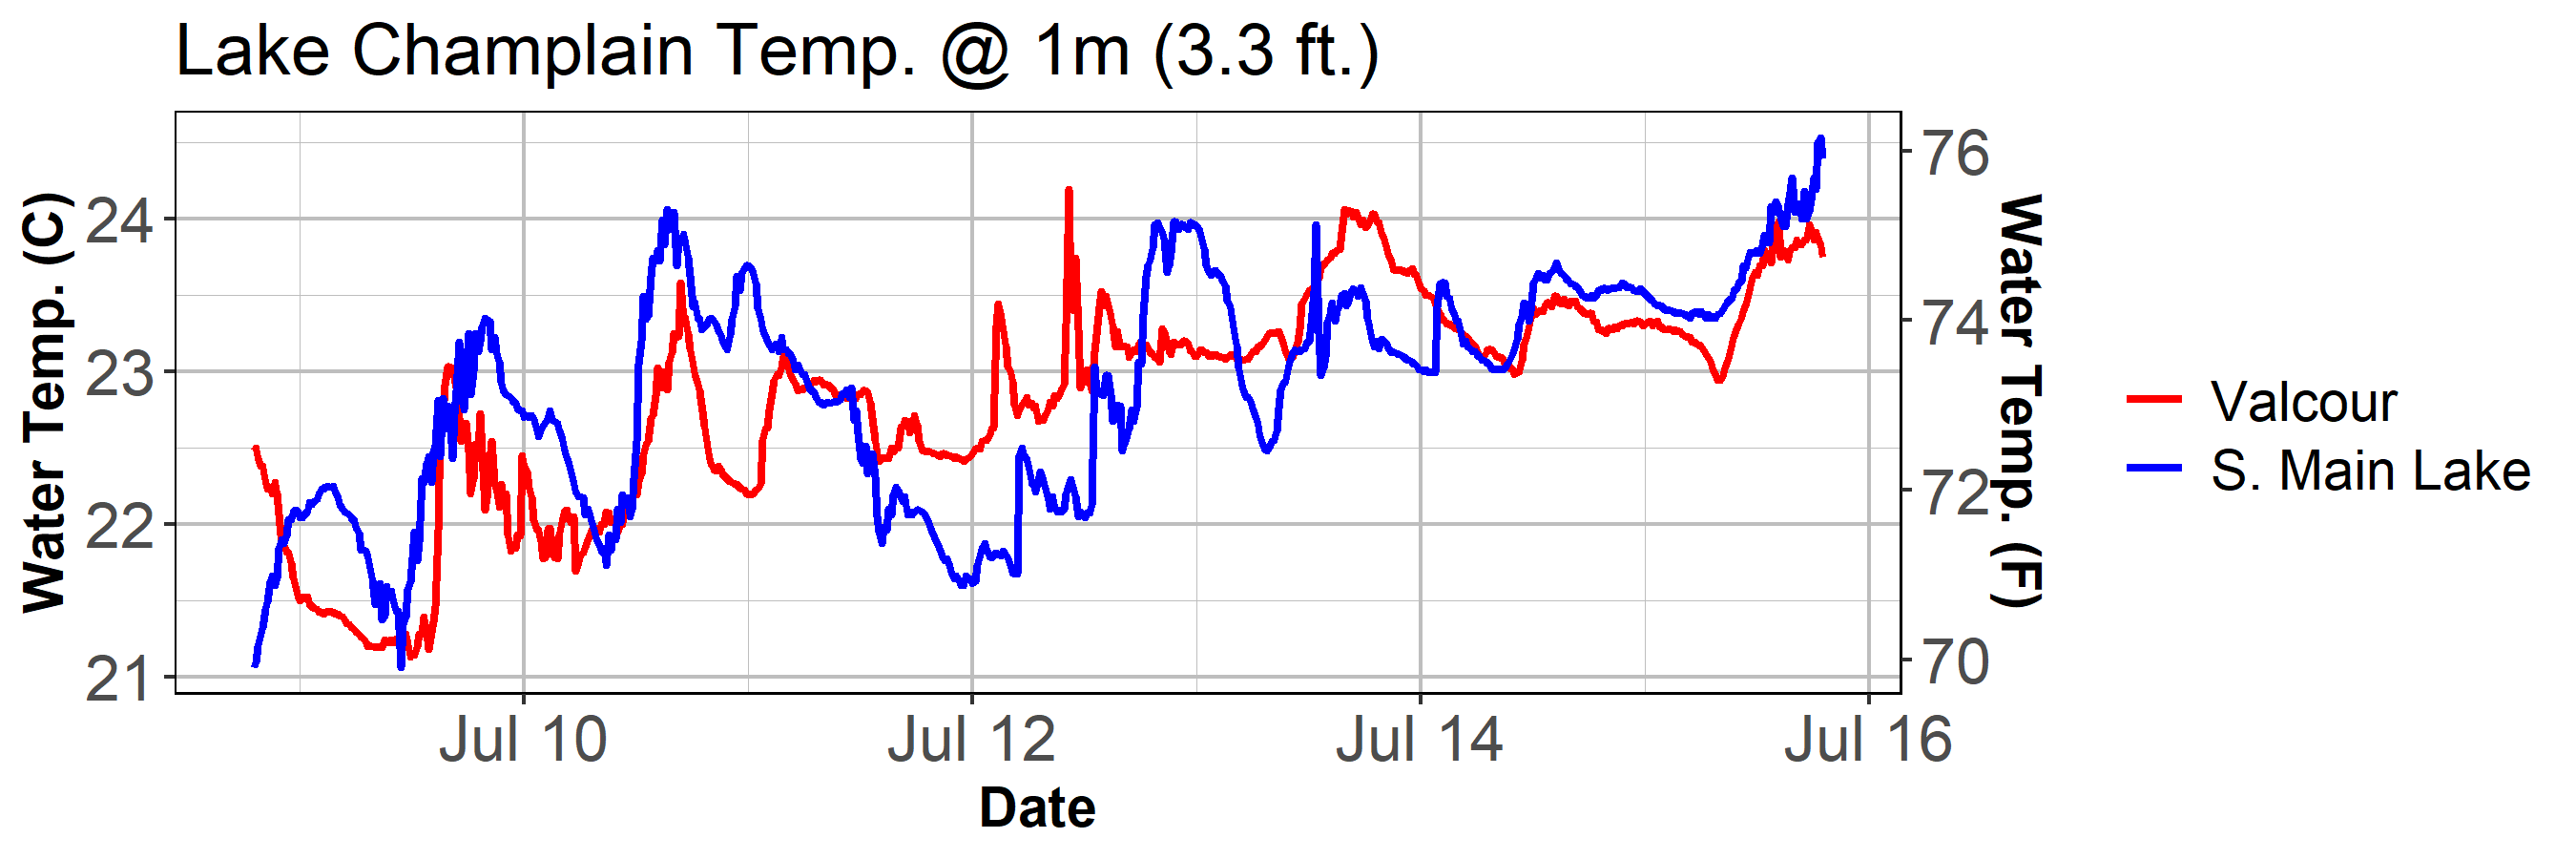 Lake Champlain Temp. @ 1m (3.3 ft.)
Water Temp. (C)
24
23
22
21
76
74
72
70
Water Temp. (F)
Jul 10
Jul 12
Jul 14
Jul 16
Date
Valcour
S. Main Lake